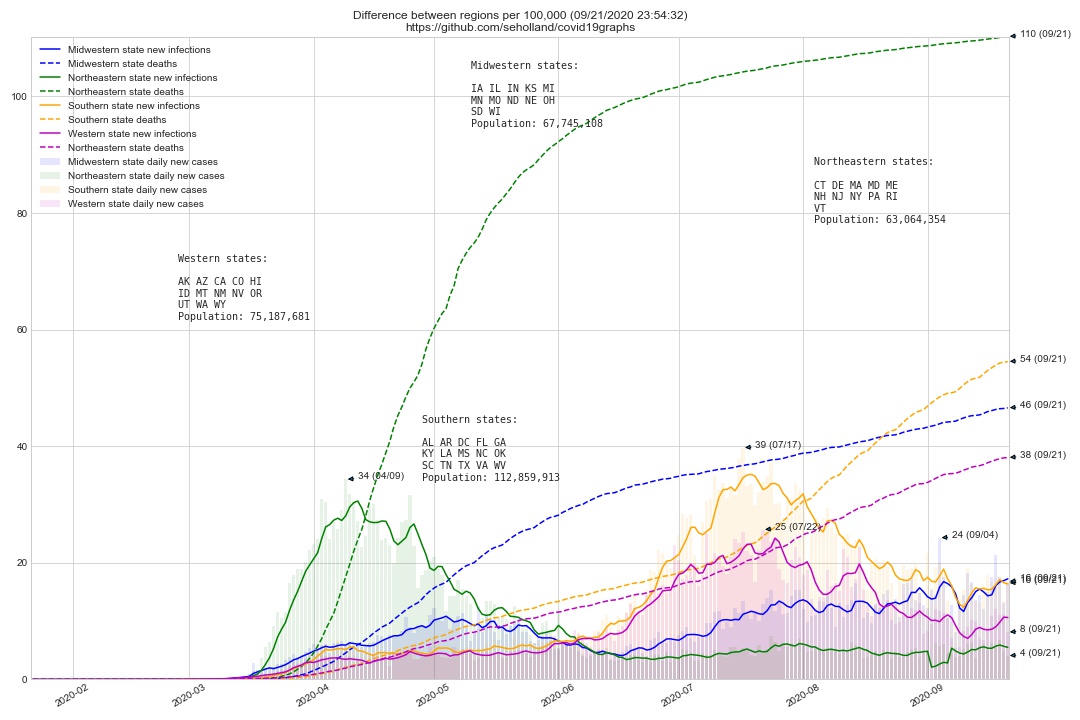 Difference between regions per 100,000 (09/21/2020 23:54:32)
https://github.com/seholland/covid19graphs
Midwestern state new infections
Midwestern state deaths
Northeastern state new infections
Northeastern state deaths
Southern state new infections
Southern state deaths
Western state new infections
Northeastern state deaths
Midwestern state daily new cases
Northeastern state daily new cases
Southern state daily new cases
Western state daily new cases
Midwestern states:
IA IL IN KS MI
MN MO ND NE OH
SD WI
Population: 67,745,108
Northeastern states:
CT DE MA MD ME
NH NJ NY PA RI
VT
Population: 63,064,354
Western states:
AK AZ CA CO HI
ID MT NM NV OR
UT WA WY
Population: 75,187,681
Southern states:
AL AR DC FL GA
KY LA MS NC OK
SC TN TX VA WV
Population: 112,859,913
110 (09/21)
54 (09/21)
46 (09/21)
38 (09/21)
39 (07/17)
34 (04/09)
25 (07/22)
24 (09/04)
16 (09/21)
8 (09/21)
4 (09/21)
100
80
60
40
20
0
2020-02
2020-03
2020-04
2020-05
2020-06
2020-07
2020-08
2020-09